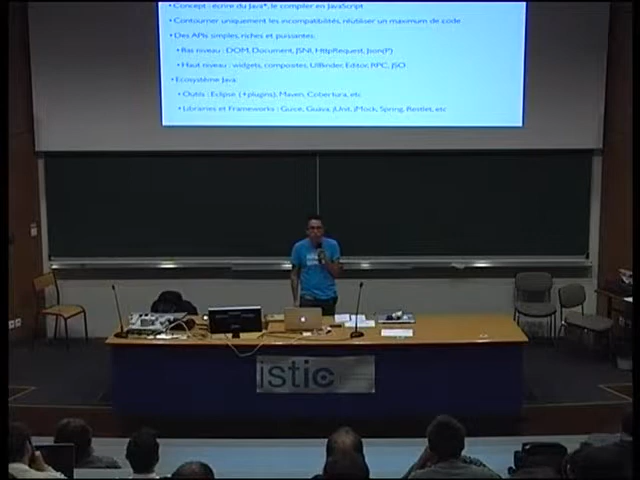 Concept : écrire du Java*, le compiler en JavaScript
Contourner uniquement les incompatibilités, réutiliser un maximum de code
Des APIs simples, riches et puissantes:
Bas niveau : DOM, Document, JSNI, HttpRequest, Json(P)
Haut niveau : widgets, composites, UIBinder, Editor, RPC, JSO
Ecosystème Java:
Outils : Eclipse (+plugins), Maven, Cobertura, etc
Librairies et Frameworks : Guice, Guava, jUnit, jMock, Spring, Restlet, etc
istic